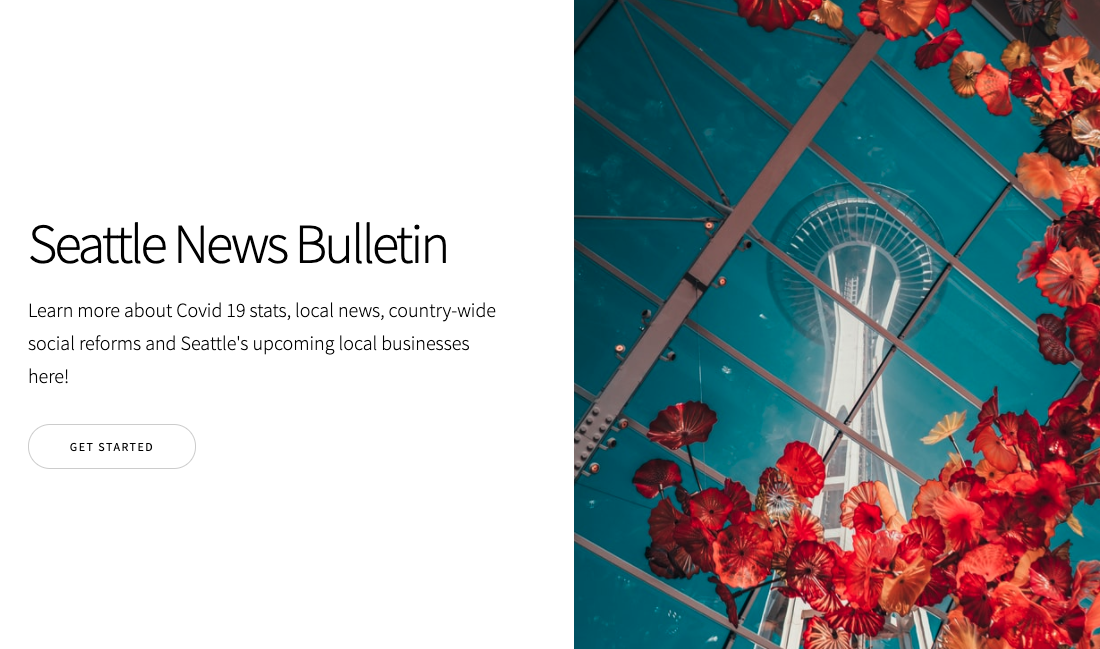 Seattle News Bulletin
Learn more about Covid 19 stats, local news, country-wide
social reforms and Seattle's upcoming local businesses
here!
GET STARTED